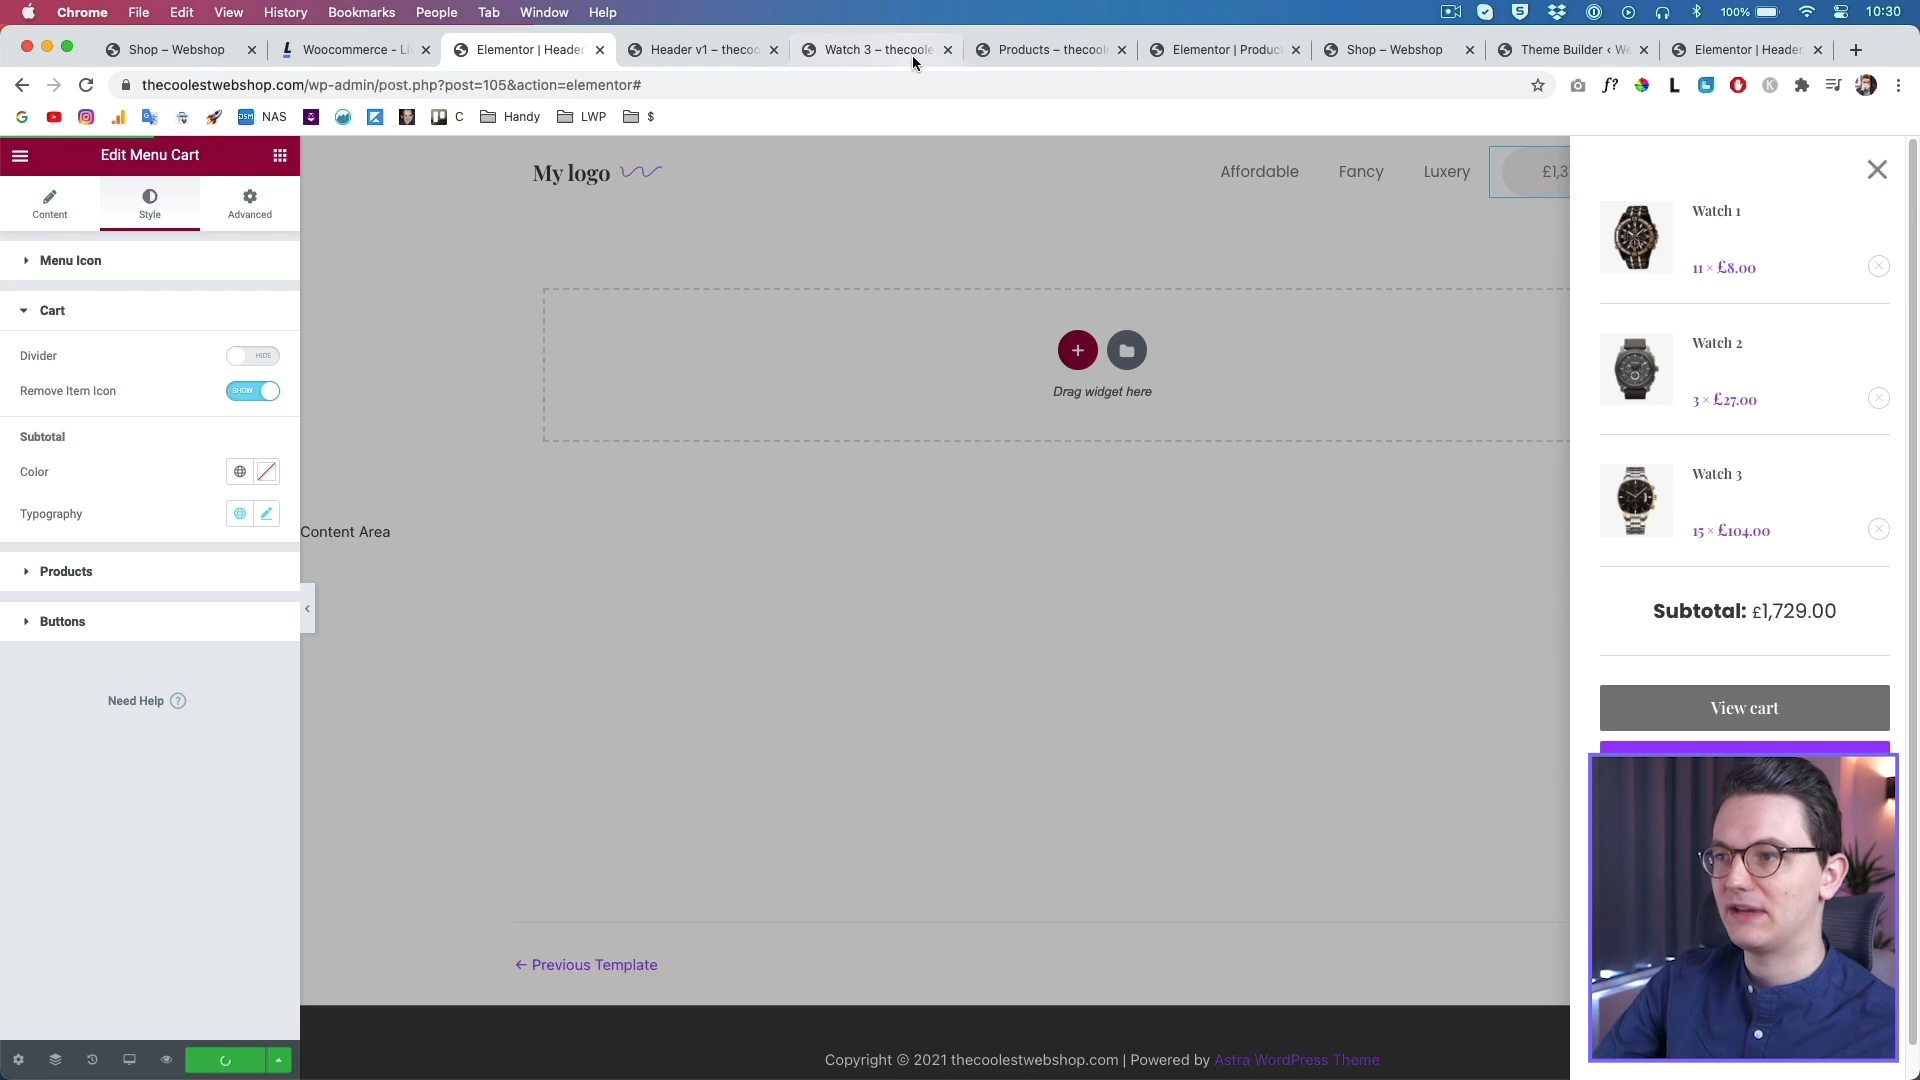 Chrome File Edit View History Bookmarks People Tab Window Help 100% 10:30
Shop – Webshop Woocommerce - Li Elementor | Header Header v1 – thecoo Watch 3 – thecoole Products – thecool Elementor | Produc Shop – Webshop Theme Builder ‹ We Elementor | Header
thecoolestwebshop.com/wp-admin/post.php?post=105&action=elementor#
NAS C Handy LWP $
Edit Menu Cart
Content Style Advanced
Menu Icon
Cart
Divider HIDE
Remove Item Icon SHOW
Subtotal
Color
Typography
Products
Buttons
Need Help ?
My logo Affordable Fancy Luxury £1,3
Drag widget here
Content Area
← Previous Template
Copyright © 2021 thecoolestwebshop.com | Powered by Astra WordPress Theme
Watch 1
11 × £8.00
Watch 2
3 × £27.00
Watch 3
15 × £104.00
Subtotal: £1,729.00
View cart